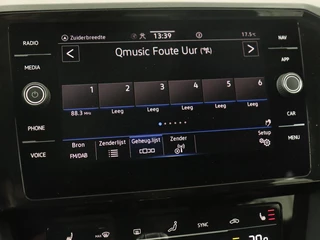 RADIO
Zuiderbreedte
13:39
17.5°c
NAV
MEDIA
Qmusic Foute Uur
APP
1 2 3 4 5 6
88.3 MHz Leeg Leeg Leeg Leeg Leeg
PHONE
CAR
Bron Zenderlijst Geheug.lijst Zender Setup
FM/DAB
VOICE
MENU
SYNC